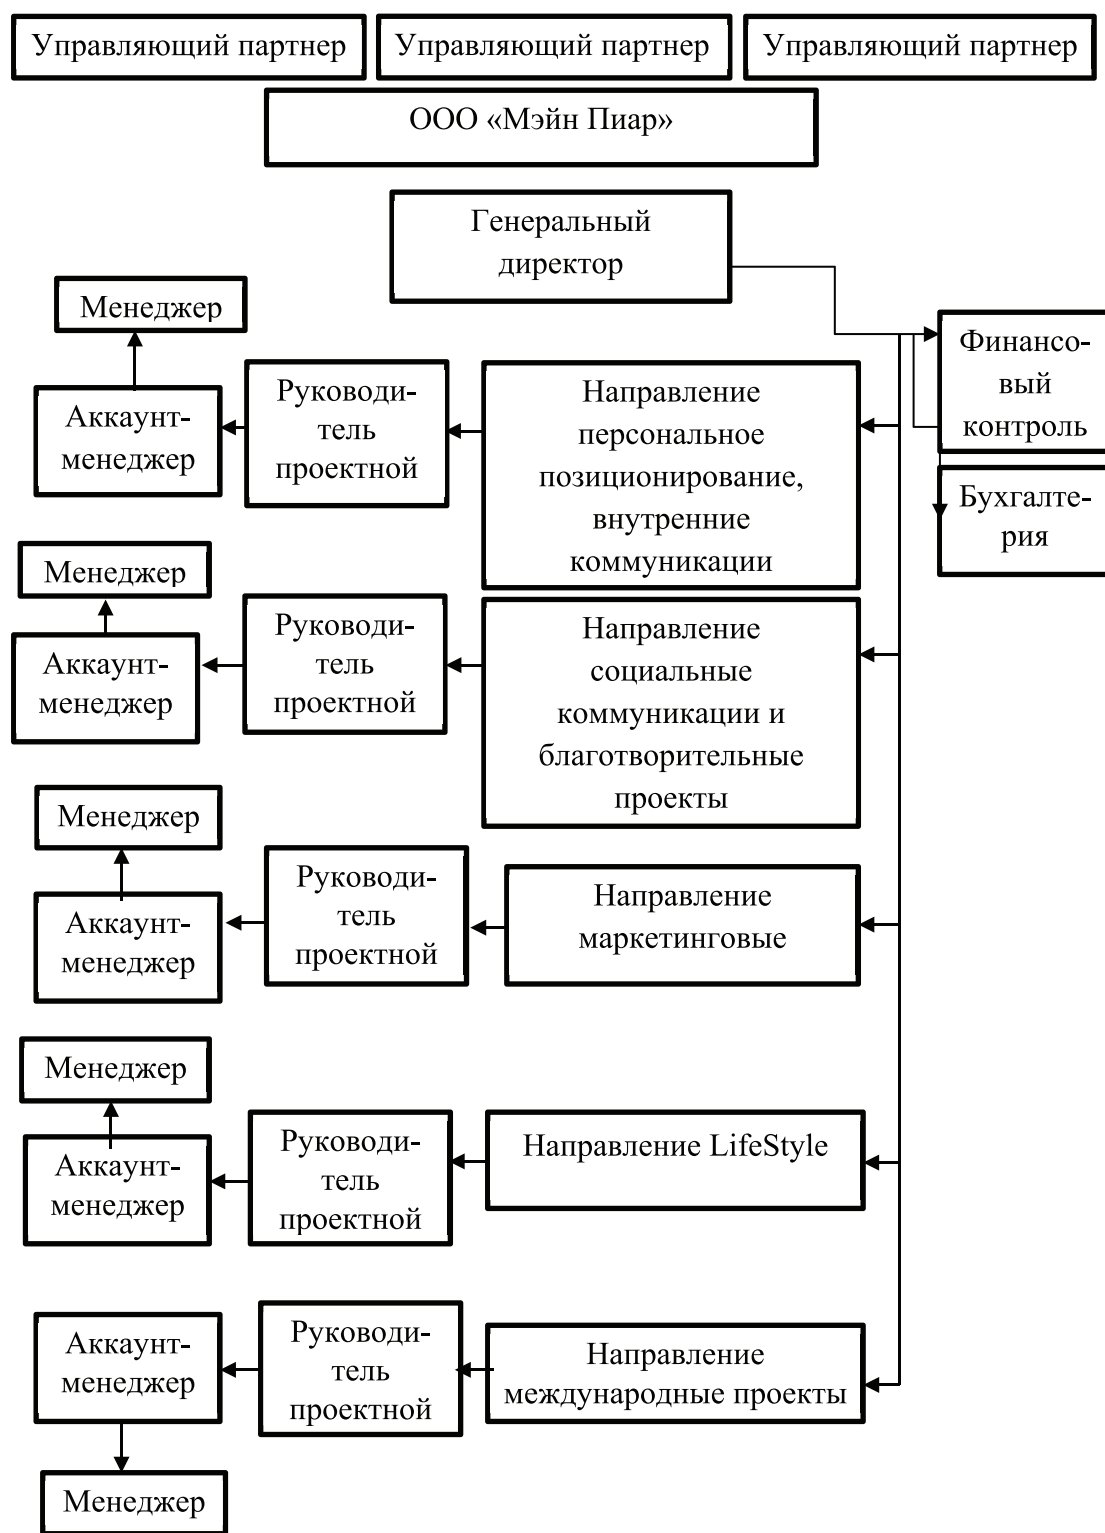 Управляющий партнер
Управляющий партнер
Управляющий партнер
ООО «Мэйн Пиар»
Генеральный
директор
Менеджер
Финансо-
вый
контроль
Аккаунт-
менеджер
Руководи-
тель
проектной
Направление
персональное
позиционирование,
внутренние
коммуникации
Бухгалте-
рия
Менеджер
Аккаунт-
менеджер
Руководи-
тель
проектной
Направление
социальные
коммуникации и
благотворительные
проекты
Менеджер
Аккаунт-
менеджер
Руководи-
тель
проектной
Направление
маркетинговые
Менеджер
Аккаунт-
менеджер
Руководи-
тель
проектной
Направление LifeStyle
Аккаунт-
менеджер
Руководи-
тель
проектной
Направление
международные проекты
Менеджер